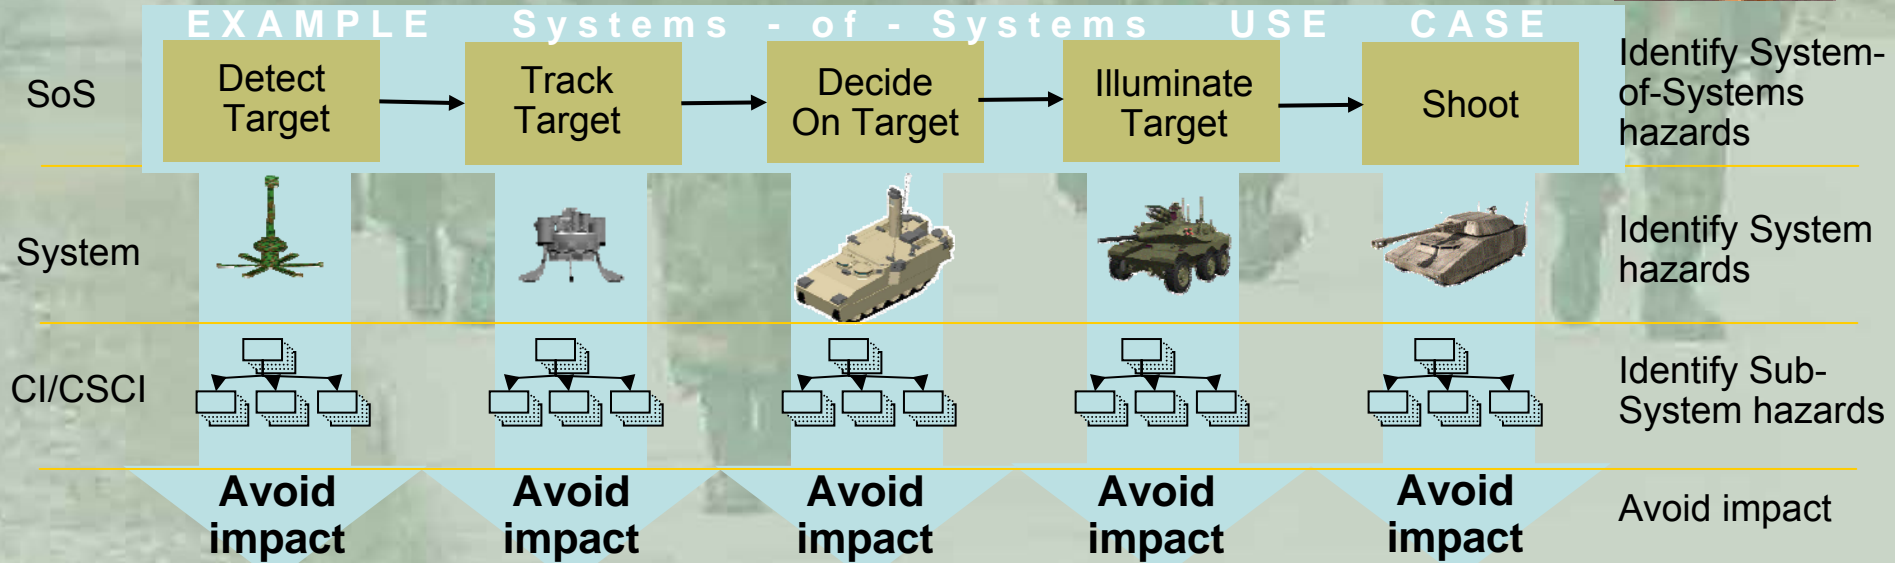 EXAMPLE Systems - of - Systems USE CASE
SoS
Detect
Target
Track
Target
Decide
On Target
Illuminate
Target
Shoot
Identify System-
of-Systems
hazards
System
Identify System
hazards
CI/CSCI
Identify Sub-
System hazards
Avoid
impact
Avoid
impact
Avoid
impact
Avoid
impact
Avoid
impact
Avoid impact